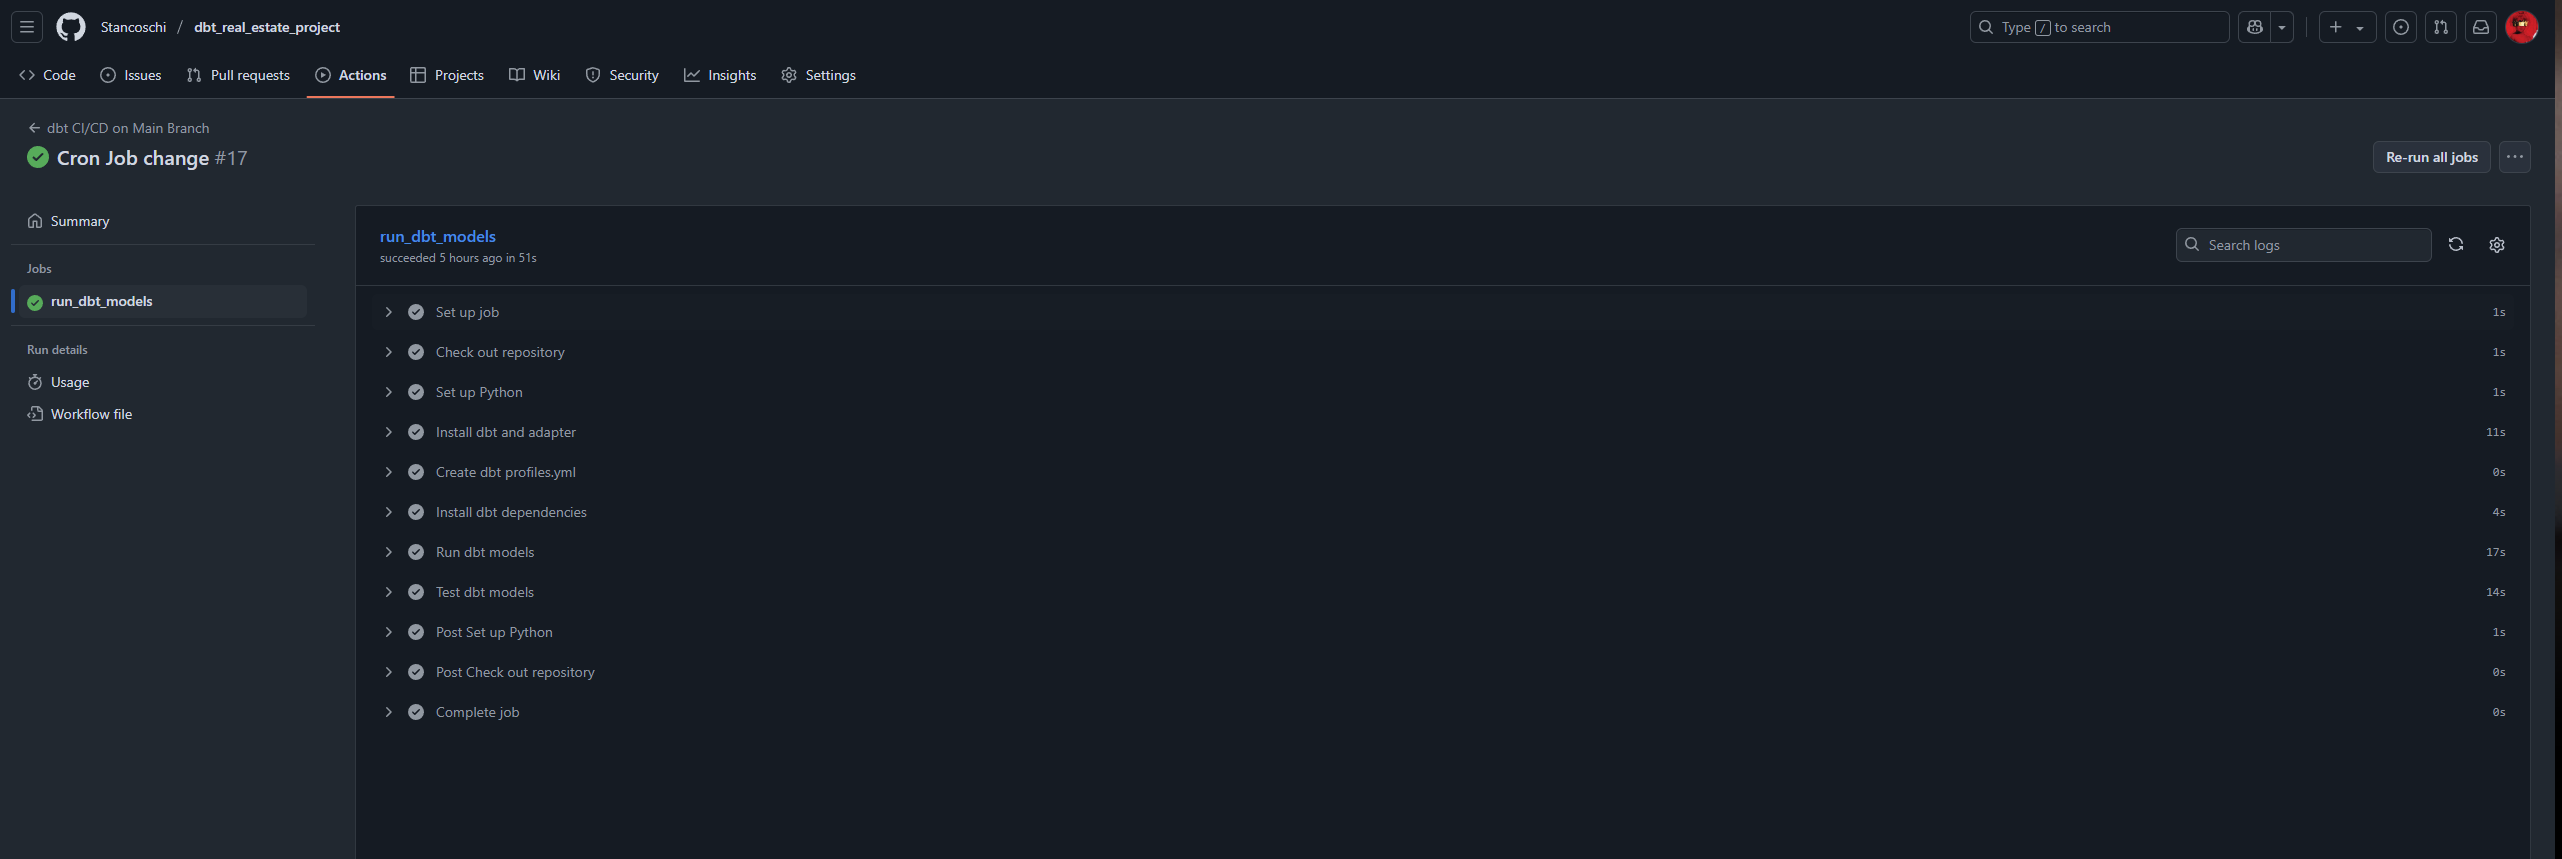 Stancoschi / dbt_real_estate_project
Type / to search
Code Issues Pull requests Actions Projects Wiki Security Insights Settings
dbt CI/CD on Main Branch
Cron Job change #17
Re-run all jobs
Summary
Jobs
run_dbt_models
Run details
Usage
Workflow file
run_dbt_models
succeeded 5 hours ago in 51s
Search logs
Set up job 1s
Check out repository 1s
Set up Python 1s
Install dbt and adapter 11s
Create dbt profiles.yml 0s
Install dbt dependencies 4s
Run dbt models 17s
Test dbt models 14s
Post Set up Python 1s
Post Check out repository 0s
Complete job 0s